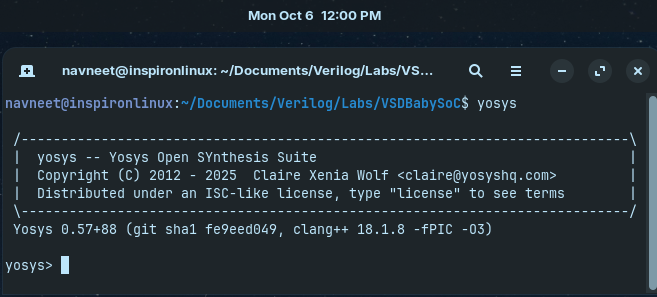 Mon Oct 6 12:00 PM
navneet@inspironlinux: ~/Documents/Verilog/Labs/VS...
navneet@inspironlinux:~/Documents/Verilog/Labs/VSDBabySoC$ yosys
/----------------------------------------------------------------------------\
|  yosys -- Yosys Open SYnthesis Suite                                       |
|  Copyright (C) 2012 - 2025  Claire Xenia Wolf <claire@yosyshq.com>         |
|  Distributed under an ISC-like license, type "license" to see terms        |
\----------------------------------------------------------------------------/
Yosys 0.57+88 (git sha1 fe9eed049, clang++ 18.1.8 -fPIC -O3)
yosys>